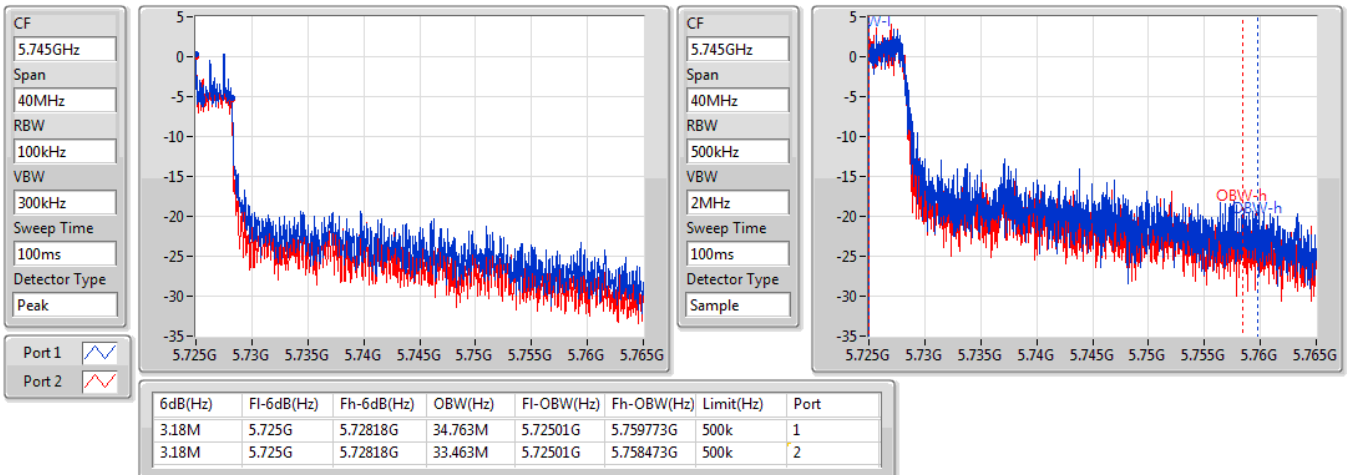 CF
5.745GHz
Span
40MHz
RBW
100kHz
VBW
300kHz
Sweep Time
100ms
Detector Type
Peak
5
0
-5
-10
-15
-20
-25
-30
-35
5.725G 5.73G 5.735G 5.74G 5.745G 5.75G 5.755G 5.76G 5.765G
CF
5.745GHz
Span
40MHz
RBW
500kHz
VBW
2MHz
Sweep Time
100ms
Detector Type
Sample
5
0
-5
-10
-15
-20
-25
-30
-35
W-l
OBW-h
OBW-h
5.725G 5.73G 5.735G 5.74G 5.745G 5.75G 5.755G 5.76G 5.765G
Port 1
Port 2
6dB(Hz) Fl-6dB(Hz) Fh-6dB(Hz) OBW(Hz) Fl-OBW(Hz) Fh-OBW(Hz) Limit(Hz) Port
3.18M 5.725G 5.72818G 34.763M 5.72501G 5.759773G 500k 1
3.18M 5.725G 5.72818G 33.463M 5.72501G 5.758473G 500k 2